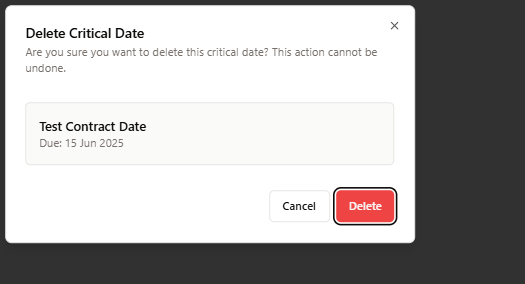 Delete Critical Date
Are you sure you want to delete this critical date? This action cannot be
undone.
Test Contract Date
Due: 15 Jun 2025
Cancel
Delete